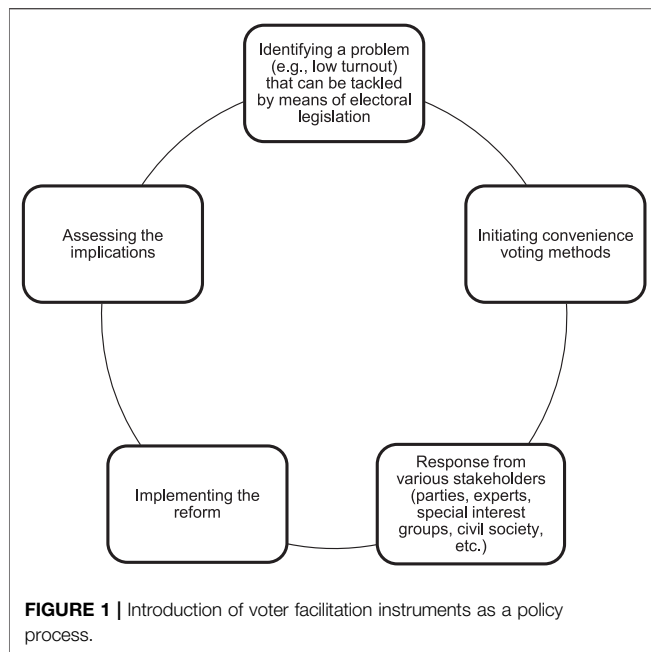 Identifying a problem
(e.g., low turnout)
that can be tackled
by means of electoral
legislation
Initiating convenience
voting methods
Response from
various stakeholders
(parties, experts,
special interest
groups, civil society,
etc.)
Implementing the
reform
Assessing the
implications
FIGURE 1 | Introduction of voter facilitation instruments as a policy
process.